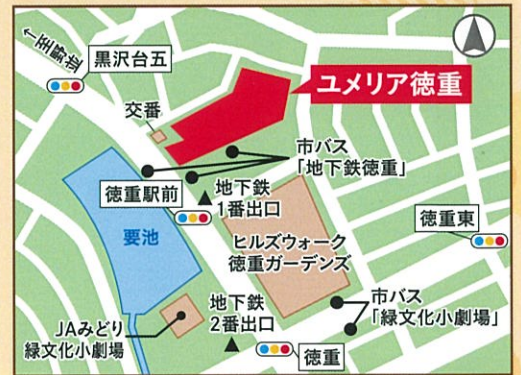 ←至野並
黒沢台五
ユメリア徳重
交番
市バス
「地下鉄徳重」
徳重駅前
地下鉄
1番出口
要池
ヒルズウォーク
徳重ガーデンズ
徳重東
JAみどり
緑文化小劇場
地下鉄
2番出口
市バス
「緑文化小劇場」
徳重